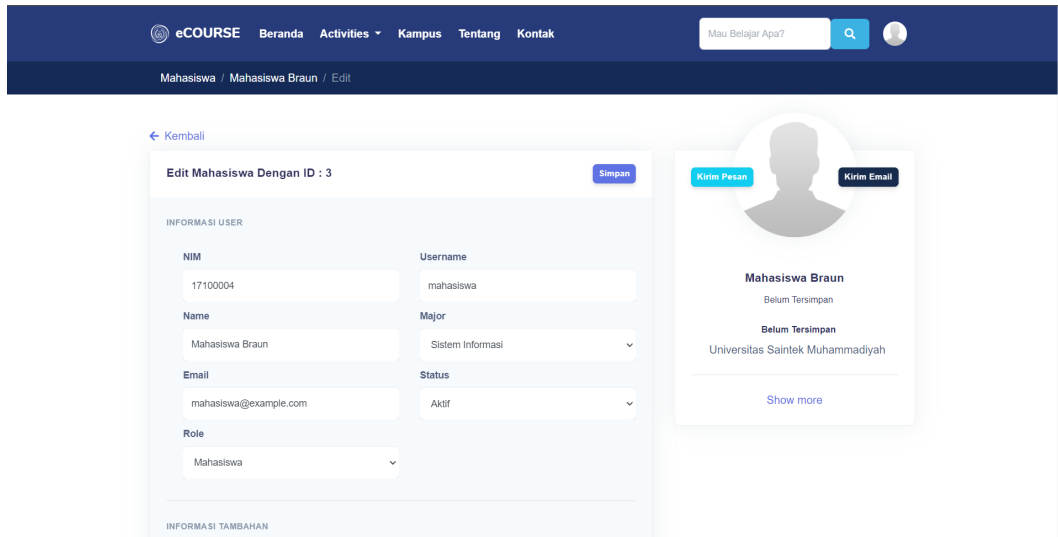 eCOURSE Beranda Activities Kampus Tentang Kontak Mau Belajar Apa?
Mahasiswa / Mahasiswa Braun / Edit
Kembali
Edit Mahasiswa Dengan ID : 3
Simpan
INFORMASI USER
NIM
17100004
Username
mahasiswa
Name
Mahasiswa Braun
Major
Sistem Informasi
Email
mahasiswa@example.com
Status
Aktif
Role
Mahasiswa
INFORMASI TAMBAHAN
Kirim Pesan
Kirim Email
Mahasiswa Braun
Belum Tersimpan
Belum Tersimpan
Universitas Saintek Muhammadiyah
Show more